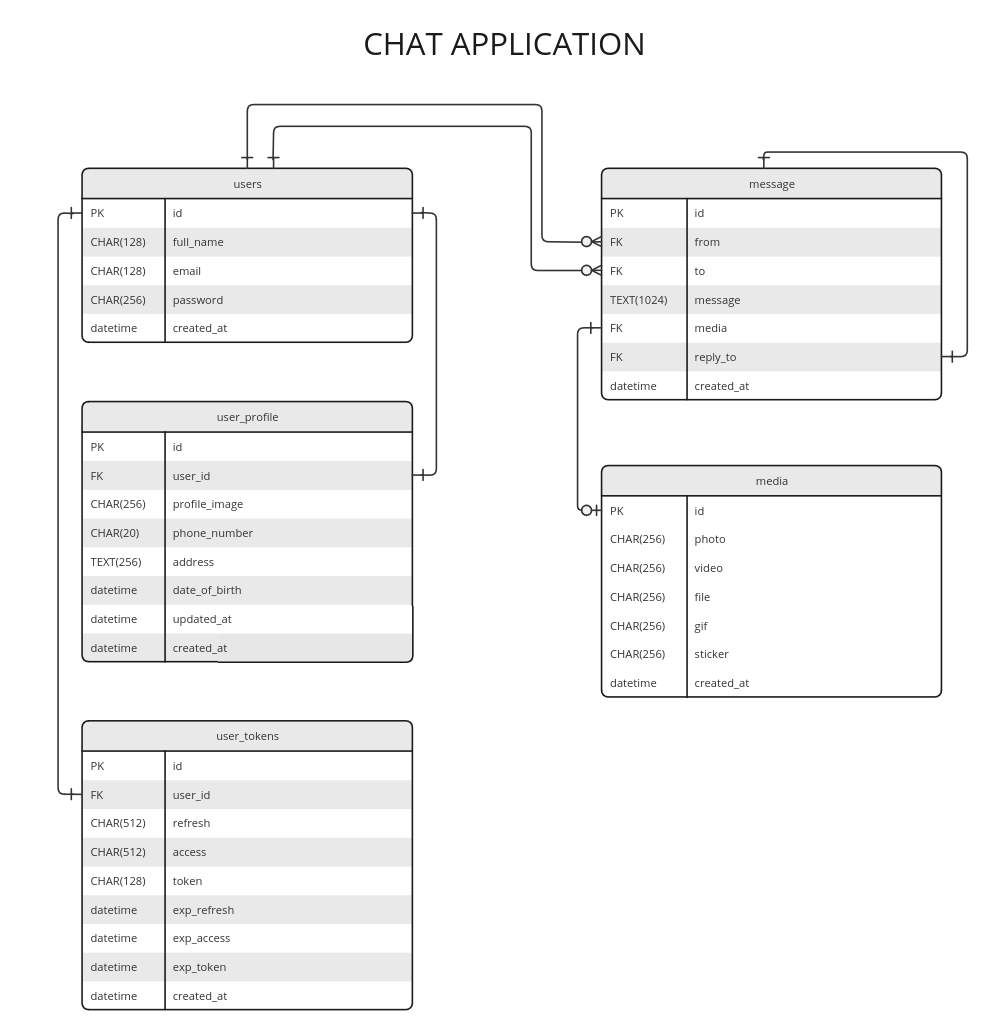 CHAT APPLICATION
users
PK id
CHAR(128) full_name
CHAR(128) email
CHAR(256) password
datetime created_at
user_profile
PK id
FK user_id
CHAR(256) profile_image
CHAR(20) phone_number
TEXT(256) address
datetime date_of_birth
datetime updated_at
datetime created_at
user_tokens
PK id
FK user_id
CHAR(512) refresh
CHAR(512) access
CHAR(128) token
datetime exp_refresh
datetime exp_access
datetime exp_token
datetime created_at
message
PK id
FK from
FK to
TEXT(1024) message
FK media
FK reply_to
datetime created_at
media
PK id
CHAR(256) photo
CHAR(256) video
CHAR(256) file
CHAR(256) gif
CHAR(256) sticker
datetime created_at